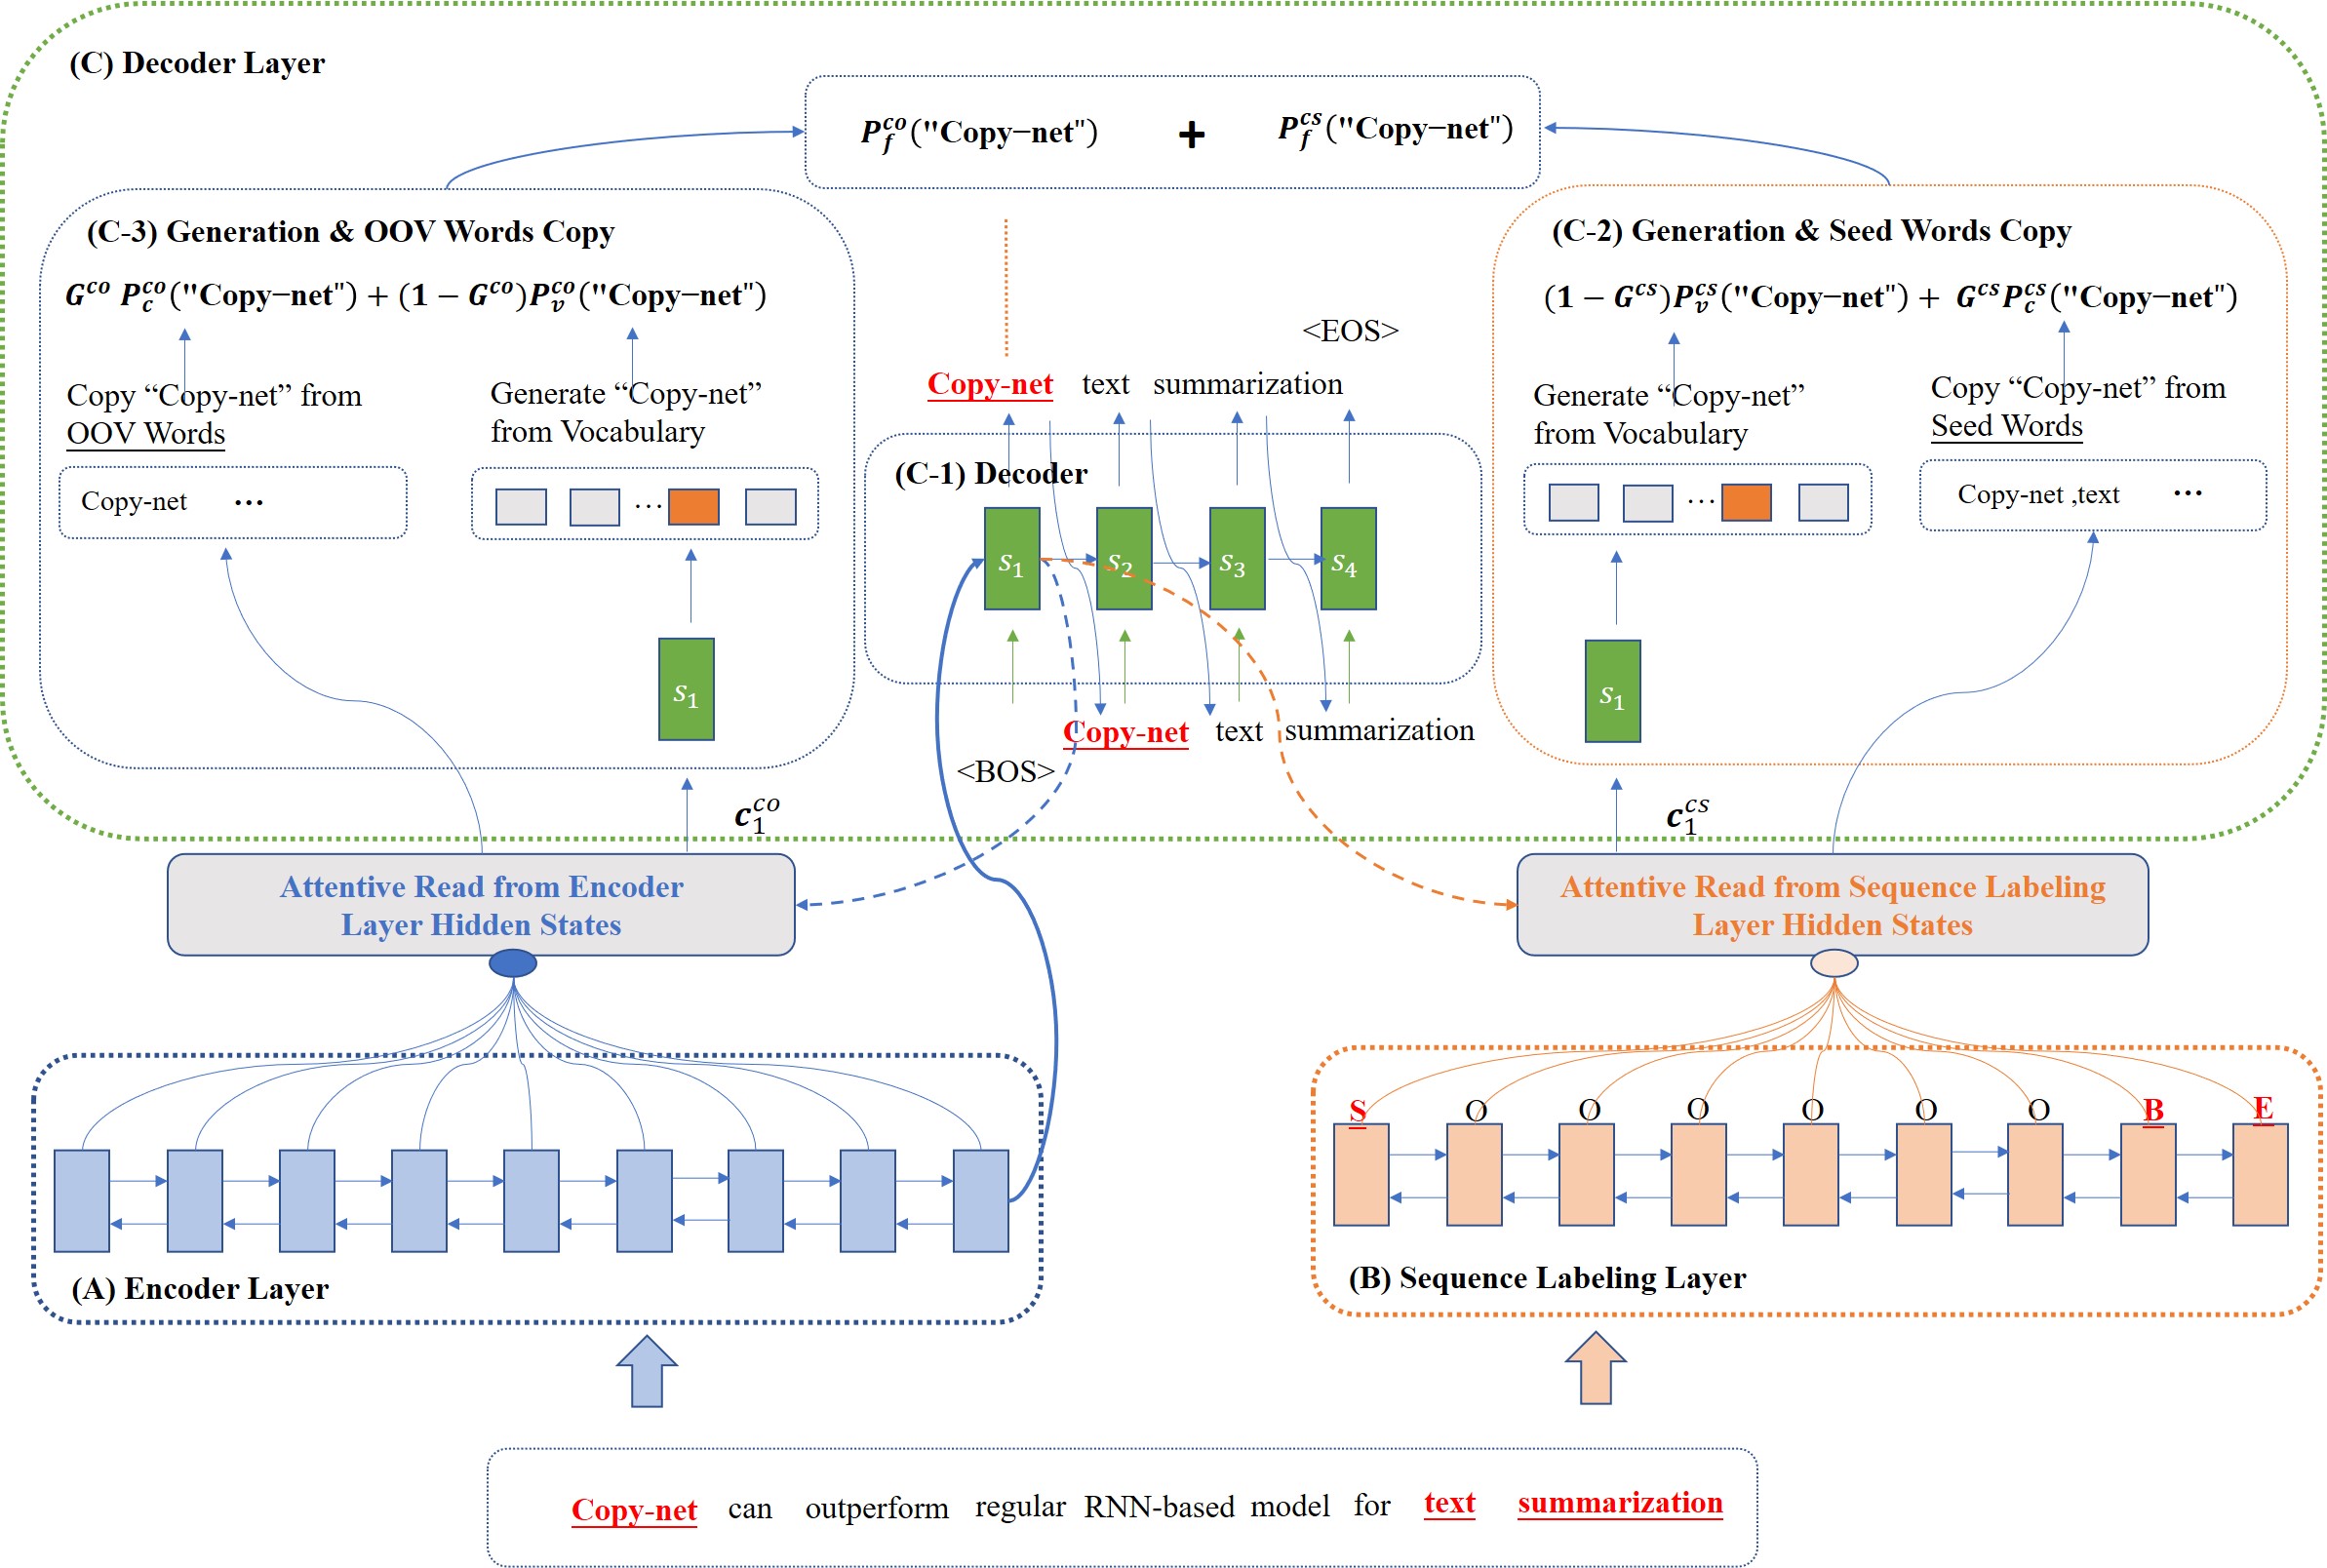 (C) Decoder Layer
P_f^{co}("Copy−net") + P_f^{cs}("Copy−net")
(C-3) Generation & OOV Words Copy
G^{co} P_c^{co}("Copy−net") + (1 − G^{co})P_v^{co}("Copy−net")
Copy “Copy-net” from
OOV Words
Copy-net ...
Generate “Copy-net”
from Vocabulary
...
s_1
(C-2) Generation & Seed Words Copy
(1 − G^{cs})P_v^{cs}("Copy−net") + G^{cs}P_c^{cs}("Copy−net")
Generate “Copy-net”
from Vocabulary
...
s_1
Copy “Copy-net” from
Seed Words
Copy-net ,text ...
<EOS>
Copy-net text summarization
(C-1) Decoder
s_1 s_2 s_3 s_4
Copy-net text summarization
<BOS>
c_1^{co}
c_1^{cs}
Attentive Read from Encoder
Layer Hidden States
Attentive Read from Sequence Labeling
Layer Hidden States
(A) Encoder Layer
S O O O O O O B E
(B) Sequence Labeling Layer
Copy-net can outperform regular RNN-based model for text summarization